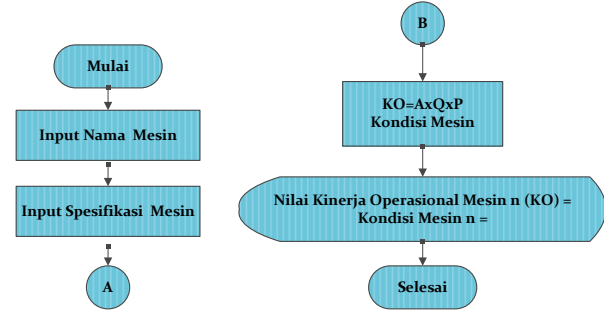 Mulai
Input Nama Mesin
Input Spesifikasi Mesin
A
B
KO=AxQxP
Kondisi Mesin
Nilai Kinerja Operasional Mesin n (KO) =
Kondisi Mesin n =
Selesai